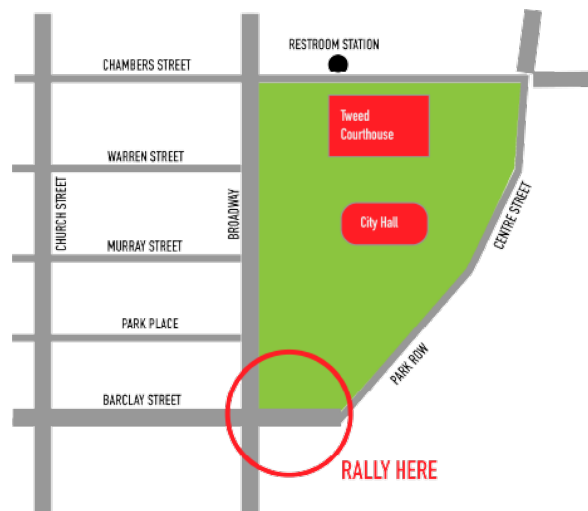 RESTROOM STATION
CHAMBERS STREET
Tweed
Courthouse
WARREN STREET
CHURCH STREET
BROADWAY
CENTRE STREET
City Hall
MURRAY STREET
PARK PLACE
PARK ROW
BARCLAY STREET
RALLY HERE